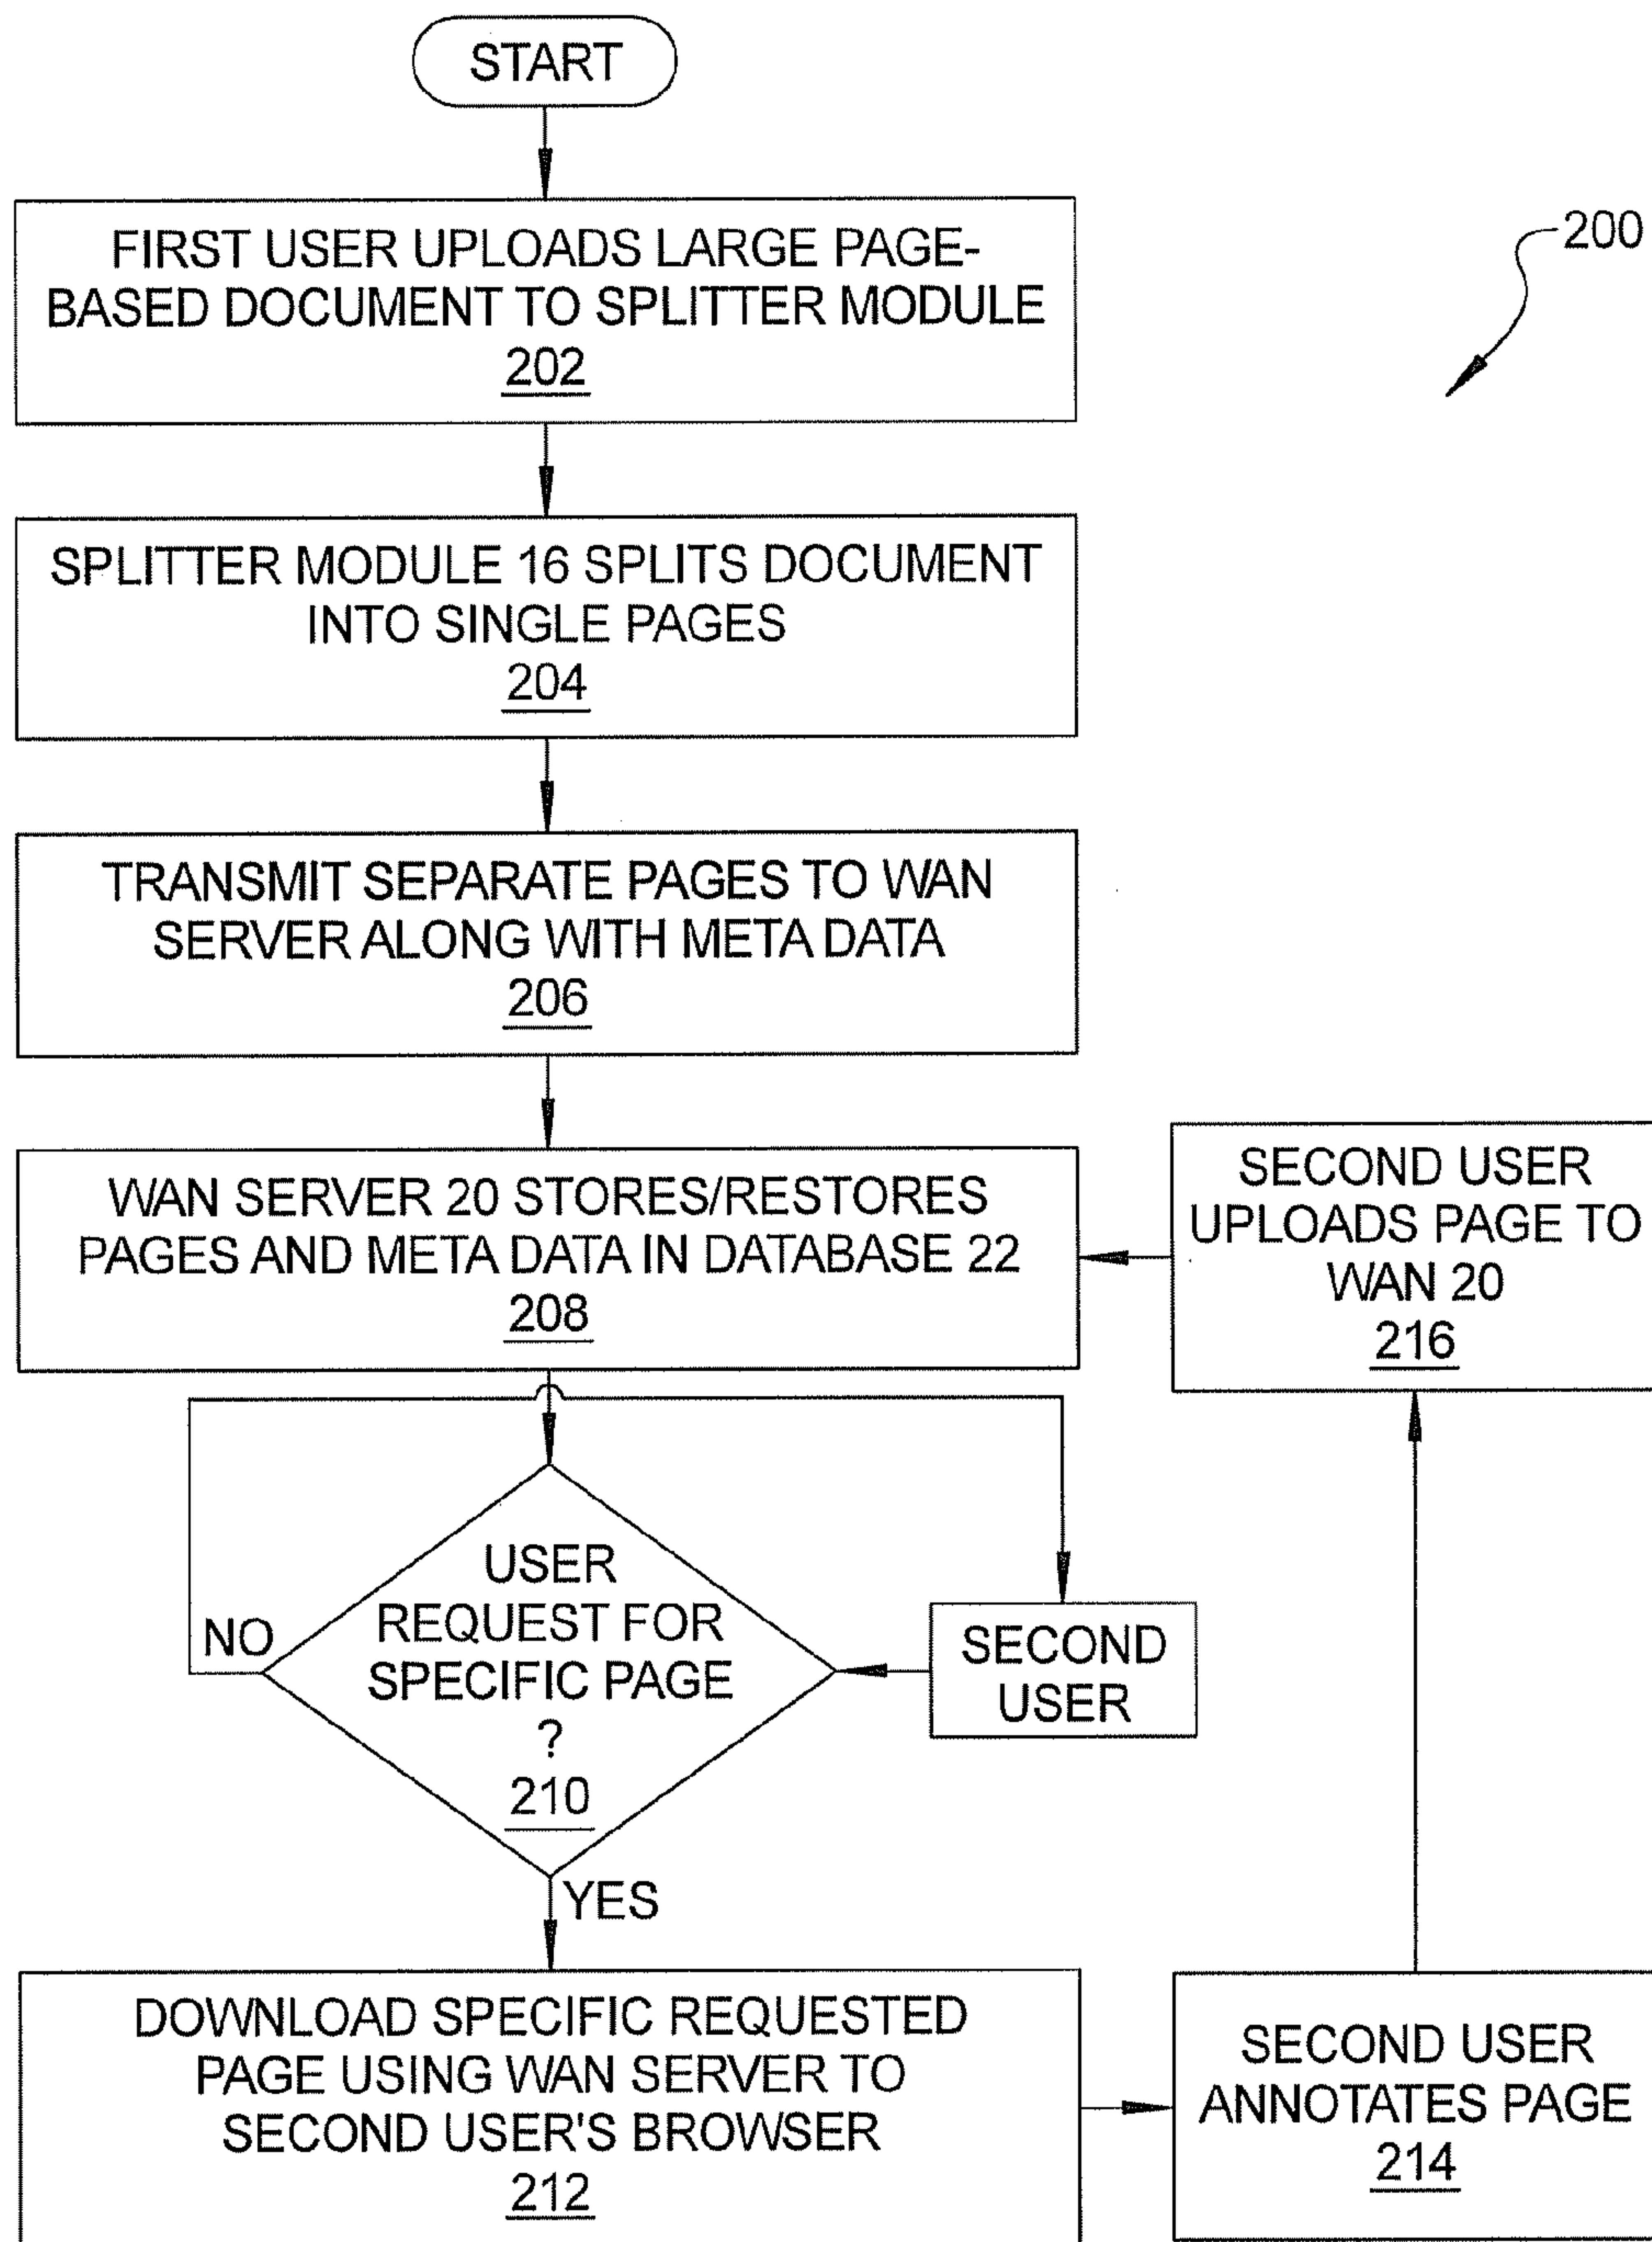 START
200
FIRST USER UPLOADS LARGE PAGE-
BASED DOCUMENT TO SPLITTER MODULE
202
SPLITTER MODULE 16 SPLITS DOCUMENT
INTO SINGLE PAGES
204
TRANSMIT SEPARATE PAGES TO WAN
SERVER ALONG WITH META DATA
206
WAN SERVER 20 STORES/RESTORES
PAGES AND META DATA IN DATABASE 22
208
SECOND USER
UPLOADS PAGE TO
WAN 20
216
USER
REQUEST FOR
SPECIFIC PAGE
?
210
NO
SECOND
USER
YES
DOWNLOAD SPECIFIC REQUESTED
PAGE USING WAN SERVER TO
SECOND USER'S BROWSER
212
SECOND USER
ANNOTATES PAGE
214